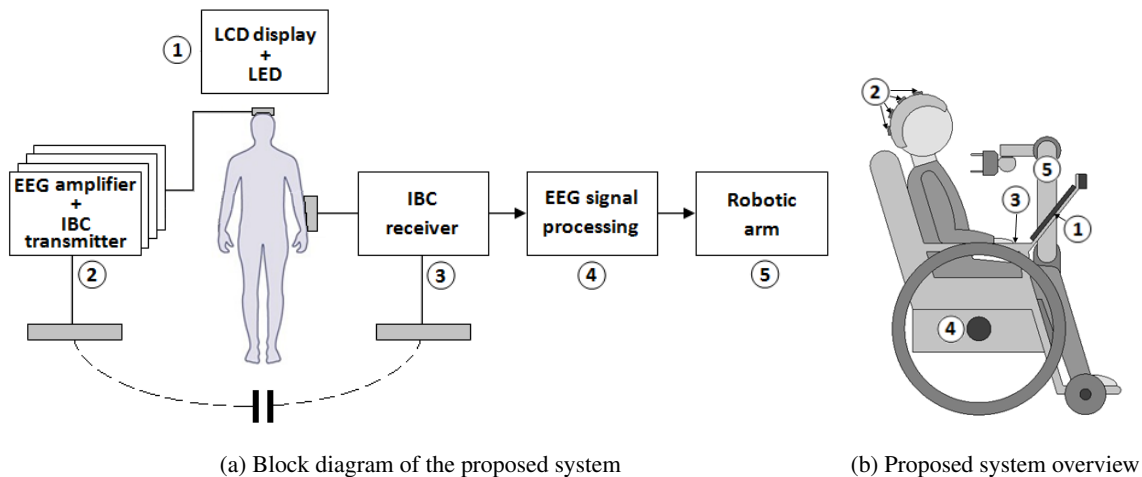 1
LCD display
+
LED
EEG amplifier
+
IBC
transmitter
2
IBC
receiver
3
EEG signal
processing
4
Robotic
arm
5
2
5
3
1
4
(a) Block diagram of the proposed system
(b) Proposed system overview